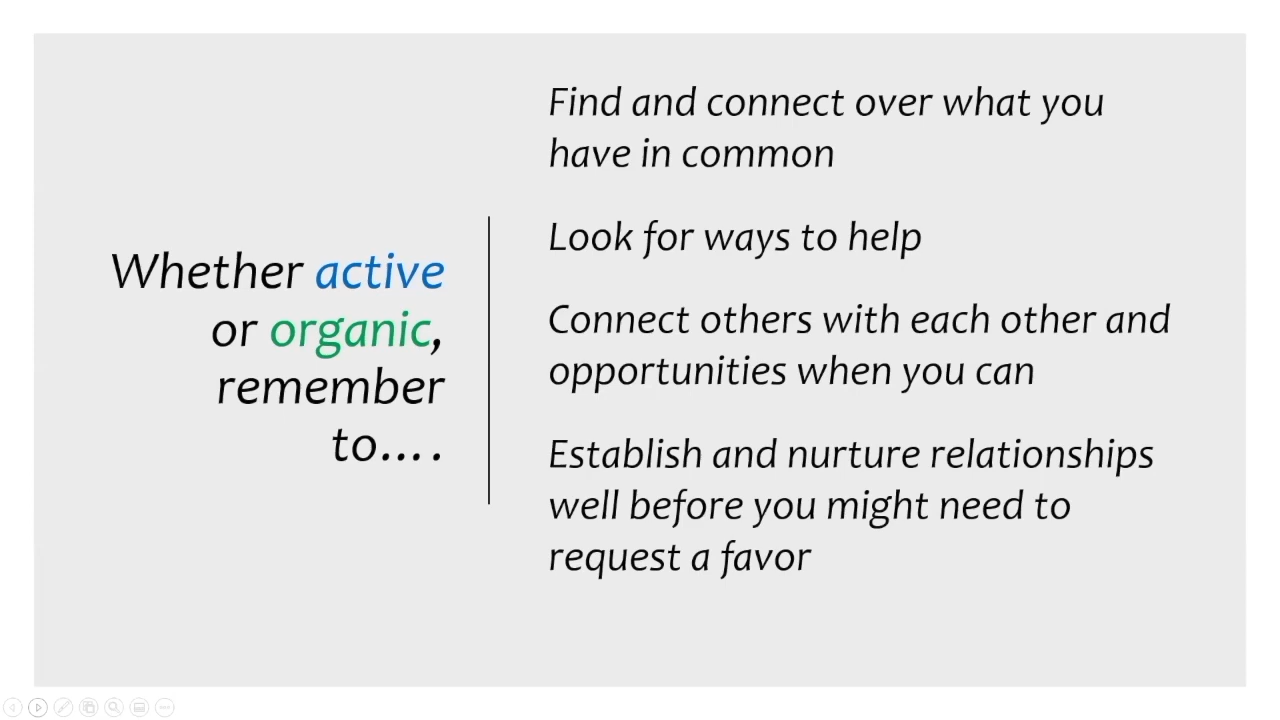 Whether active
or organic,
remember
to....
Find and connect over what you
have in common
Look for ways to help
Connect others with each other and
opportunities when you can
Establish and nurture relationships
well before you might need to
request a favor